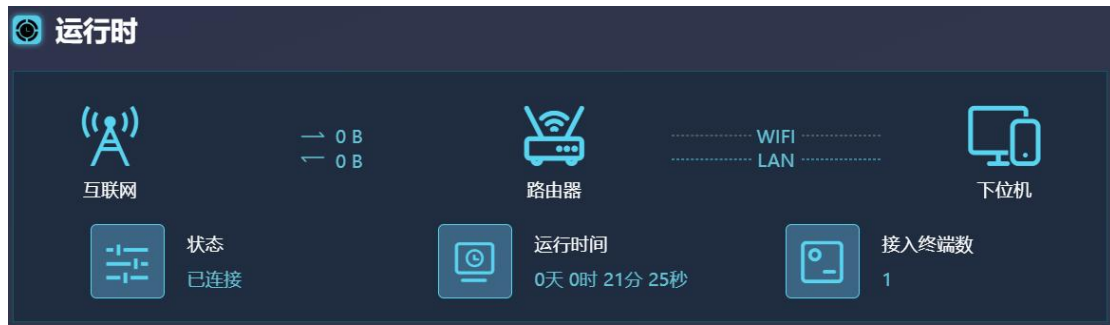 运行时
0 B
0 B
WIFI
LAN
互联网
路由器
下位机
状态
已连接
运行时间
0天 0时 21分 25秒
接入终端数
1